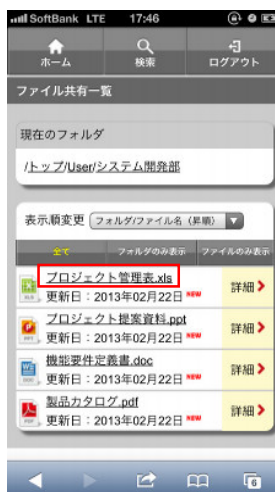 SoftBank LTE 17:46
ホーム 検索 ログアウト
ファイル共有一覧
現在のフォルダ
/トップ/User/システム開発部
表示順変更 フォルダ/ファイル名（昇順）
全て フォルダのみ表示 ファイルのみ表示
プロジェクト管理表.xls
更新日：2013年02月22日 NEW
詳細
プロジェクト提案資料.ppt
更新日：2013年02月22日 NEW
詳細
機能要件定義書.doc
更新日：2013年02月22日 NEW
詳細
製品カタログ.pdf
更新日：2013年02月22日 NEW
詳細
6